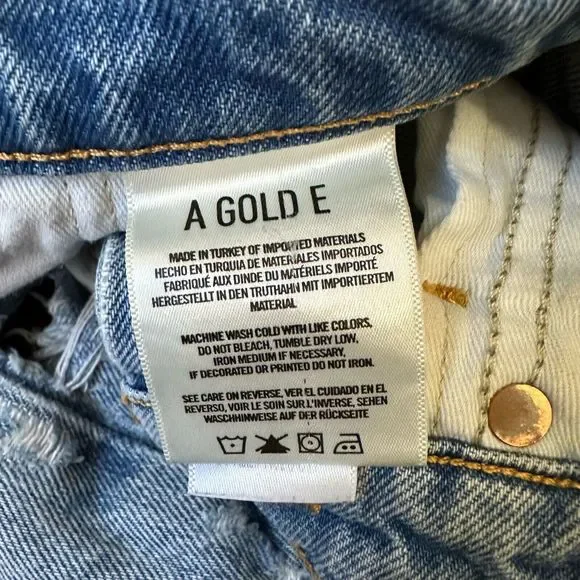 A GOLD E
MADE IN TURKEY OF IMPORTED MATERIALS
HECHO EN TURQUIA DE MATERIALES IMPORTADOS
FABRIQUÉ AUX DINDE DU MATÉRIELS IMPORTÉ
HERGESTELLT IN DEN TRUTHAHN MIT IMPORTIERTEM
MATERIAL
MACHINE WASH COLD WITH LIKE COLORS,
DO NOT BLEACH, TUMBLE DRY LOW,
IRON MEDIUM IF NECESSARY,
IF DECORATED OR PRINTED DO NOT IRON.
SEE CARE ON REVERSE, VER EL CUIDADO EN EL
REVERSO, VOIR LE SOIN SUR L'INVERSE, SEHEN
WASCHHINWEISE AUF DER RÜCKSEITE